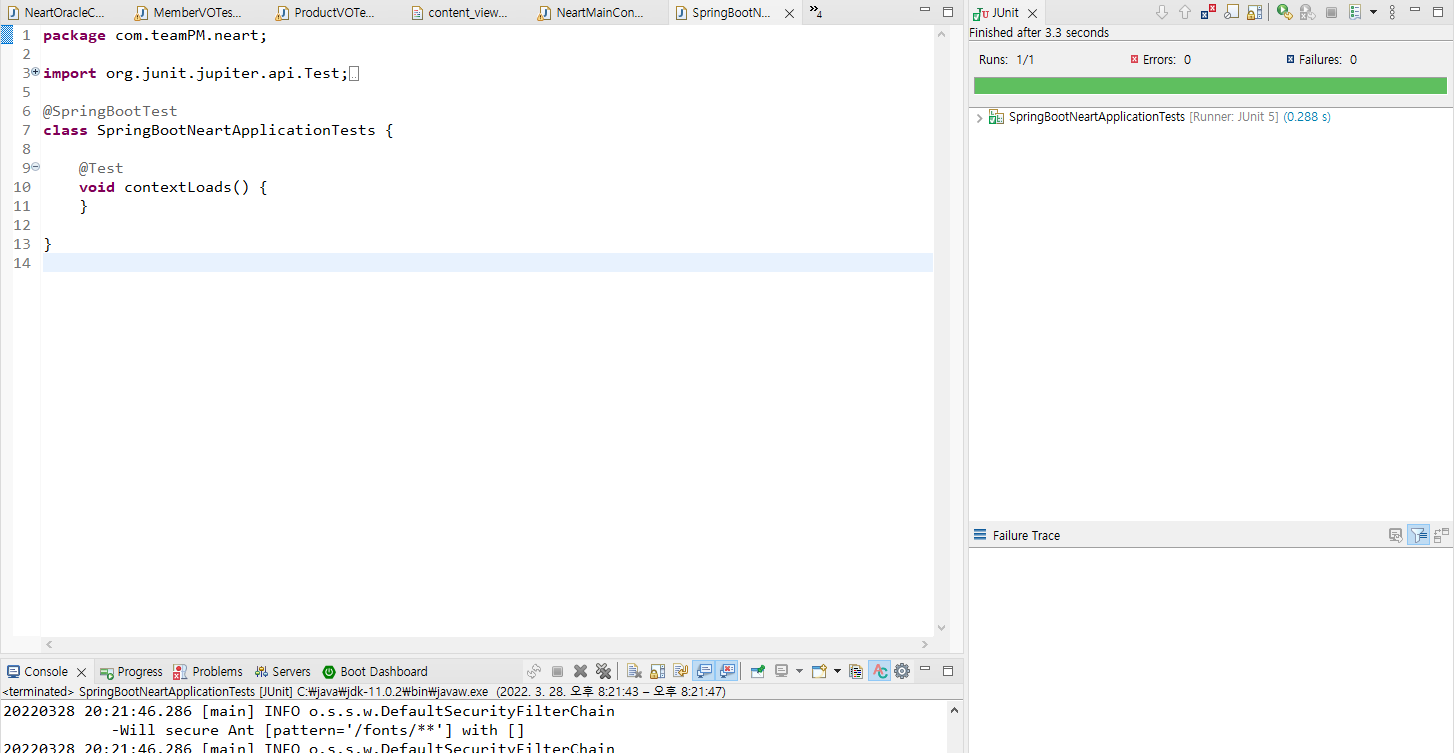 NeartOracleC... MemberVOTes... ProductVOTe... content_view... NeartMainCon... SpringBootN... »4
1 package com.teamPM.neart;
2
3 import org.junit.jupiter.api.Test;
5
6 @SpringBootTest
7 class SpringBootNeartApplicationTests {
8
9 @Test
10 void contextLoads() {
11 }
12
13 }
14
JUnit
Finished after 3.3 seconds
Runs: 1/1 Errors: 0 Failures: 0
SpringBootNeartApplicationTests [Runner: JUnit 5] (0.288 s)
Failure Trace
Console Progress Problems Servers Boot Dashboard
<terminated> SpringBootNeartApplicationTests [JUnit] C:₩java₩jdk-11.0.2₩bin₩javaw.exe (2022. 3. 28. 오후 8:21:43 – 오후 8:21:47)
20220328 20:21:46.286 [main] INFO o.s.s.w.DefaultSecurityFilterChain
-Will secure Ant [pattern='/fonts/**'] with []
20220328 20:21:46.286 [main] INFO o.s.s.w.DefaultSecurityFilterChain